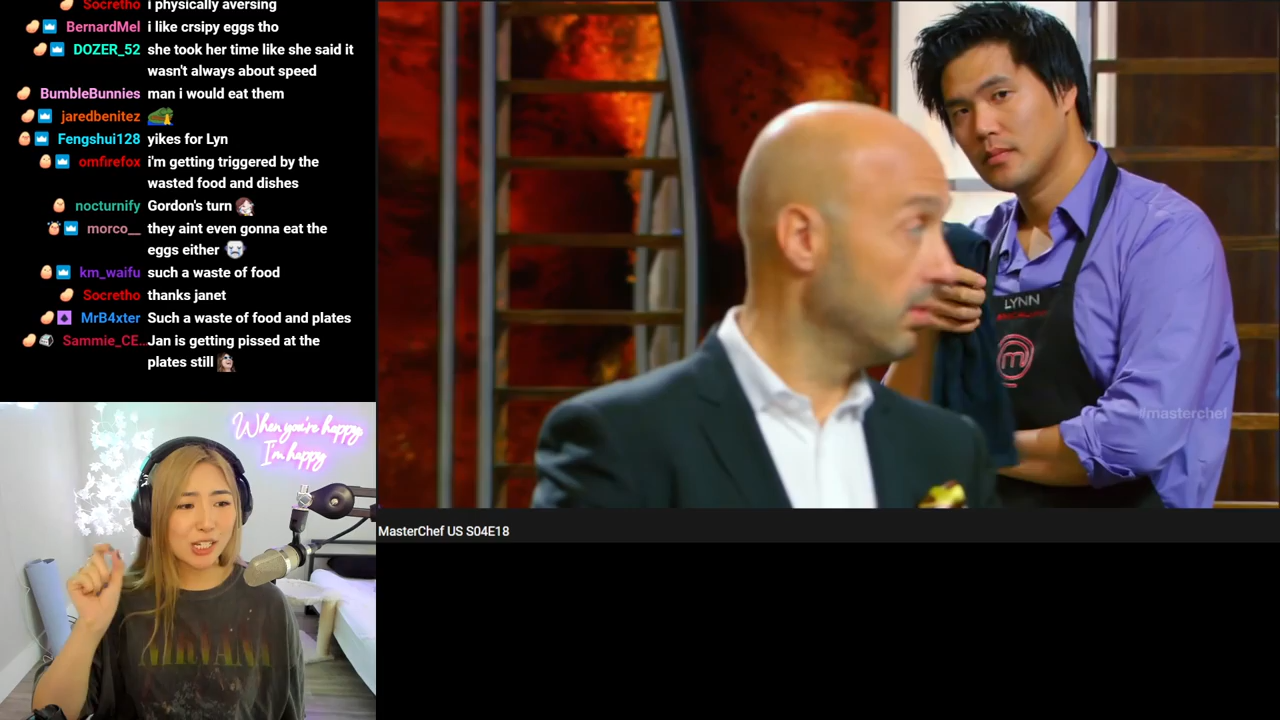 Socretho i physically aversing
BernardMel i like crsipy eggs tho
DOZER_52 she took her time like she said it
wasn't always about speed
BumbleBunnies man i would eat them
jaredbenitez
Fengshui128 yikes for Lyn
omfirefox i'm getting triggered by the
wasted food and dishes
nocturnify Gordon's turn
morco__ they aint even gonna eat the
eggs either
km_waifu such a waste of food
Socretho thanks janet
MrB4xter Such a waste of food and plates
Sammie_CE... Jan is getting pissed at the
plates still
LYNN
#masterchef
MasterChef US S04E18
When you're happy
I'm happy
NIRVANA